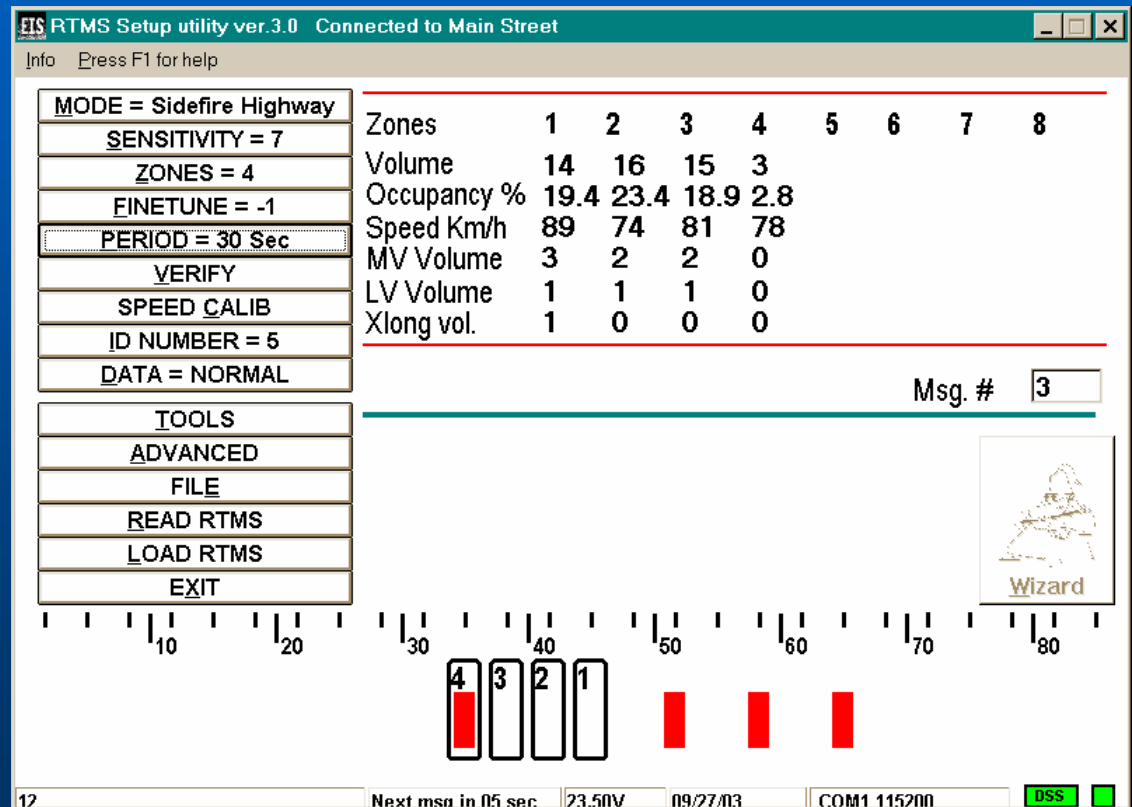 EIS RTMS Setup utility ver.3.0 Connected to Main Street
Info Press F1 for help
MODE = Sidefire Highway
SENSITIVITY = 7
ZONES = 4
FINETUNE = -1
PERIOD = 30 Sec
VERIFY
SPEED CALIB
ID NUMBER = 5
DATA = NORMAL
TOOLS
ADVANCED
FILE
READ RTMS
LOAD RTMS
EXIT
Zones 1 2 3 4 5 6 7 8
Volume 14 16 15 3
Occupancy % 19.4 23.4 18.9 2.8
Speed Km/h 89 74 81 78
MV Volume 3 2 2 0
LV Volume 1 1 1 0
Xlong vol. 1 0 0 0
Msg. # 3
Wizard
10 20 30 40 50 60 70 80
4 3 2 1
12 Next msg in 05 sec 23.50V 09/27/03 COM1 115200 DSS